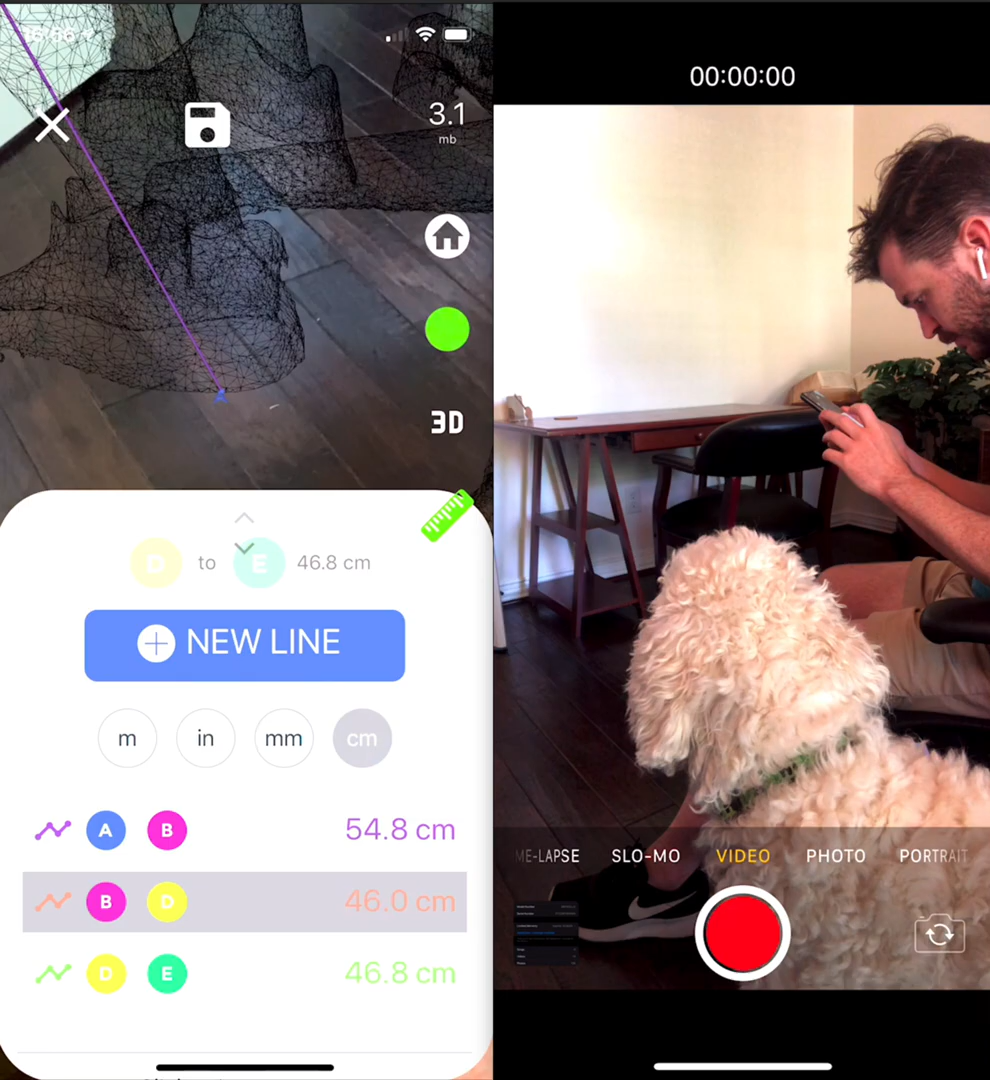 3.1
mb
3D
D to E 46.8 cm
NEW LINE
m in mm cm
A B 54.8 cm
B D 46.0 cm
D E 46.8 cm
00:00:00
ME-LAPSE SLO-MO VIDEO PHOTO PORTRAIT